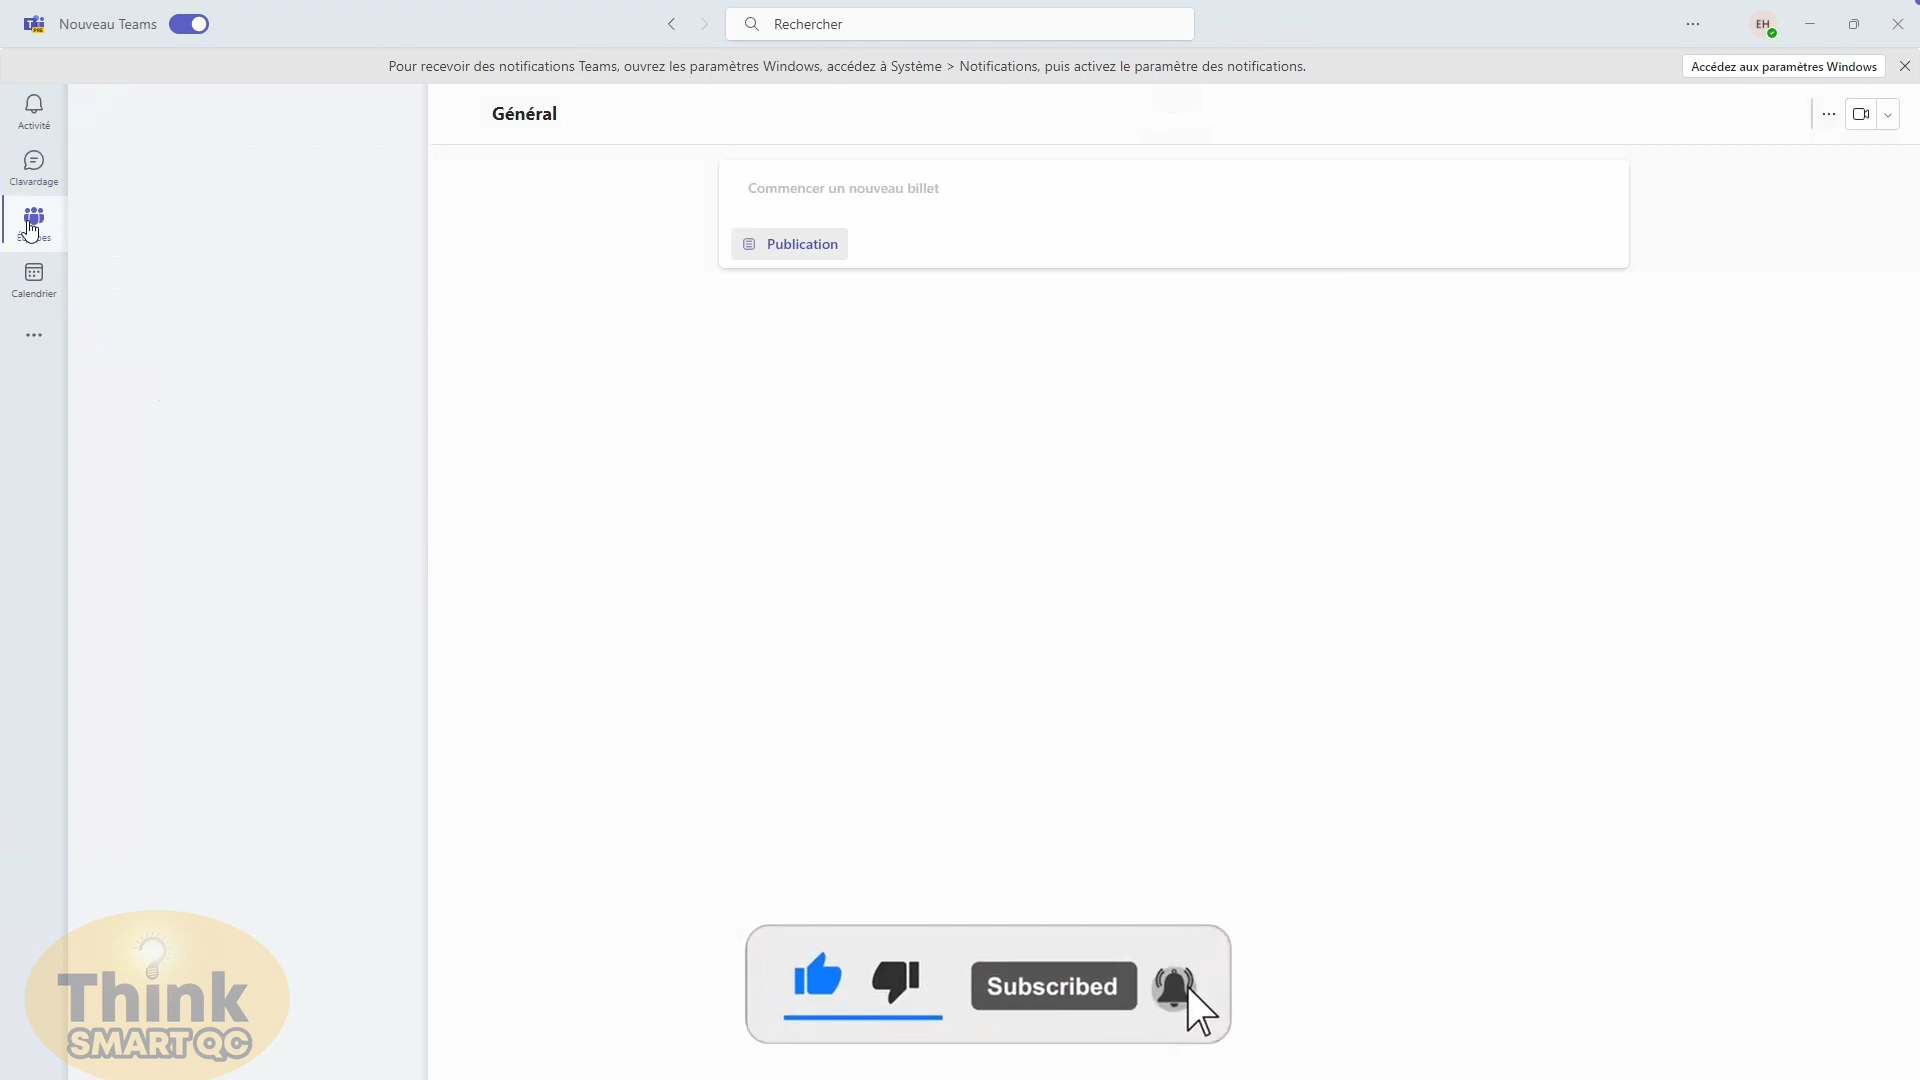 Nouveau Teams
Rechercher
EH
Pour recevoir des notifications Teams, ouvrez les paramètres Windows, accédez à Système > Notifications, puis activez le paramètre des notifications.
Accédez aux paramètres Windows
Activité
Général
Clavardage
Commencer un nouveau billet
Publication
Calendrier
Subscribed
Think
SMART QC